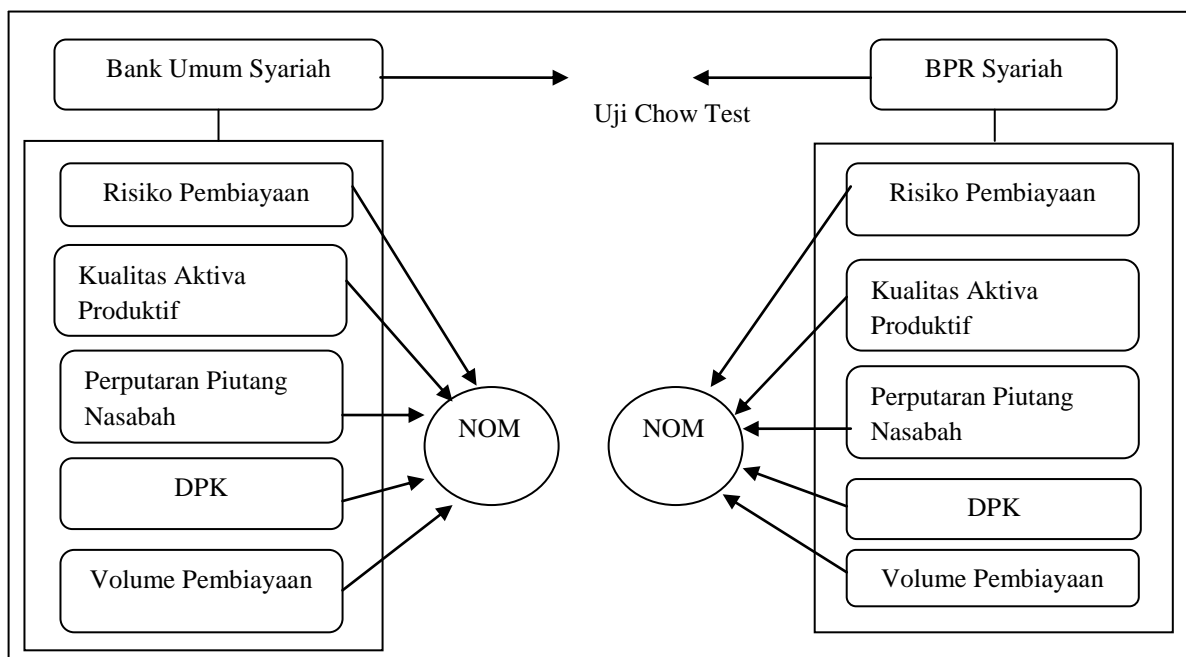 Bank Umum Syariah
BPR Syariah
Uji Chow Test
Risiko Pembiayaan
Kualitas Aktiva
Produktif
Perputaran Piutang
Nasabah
DPK
Volume Pembiayaan
NOM
NOM
Risiko Pembiayaan
Kualitas Aktiva
Produktif
Perputaran Piutang
Nasabah
DPK
Volume Pembiayaan